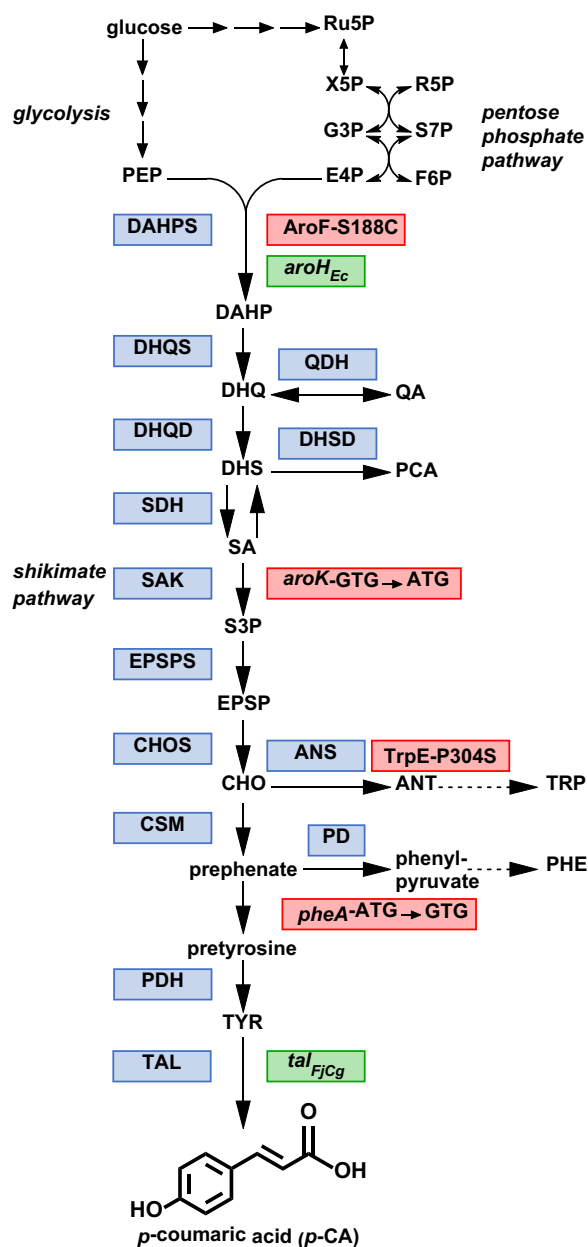 glucose Ru5P
X5P R5P
glycolysis
pentose
phosphate
pathway
G3P S7P
PEP E4P F6P
DAHPS AroF-S188C
aroH_Ec
DAHP
DHQS QDH
DHQ QA
DHQD DHSD
DHS PCA
SDH
SA
shikimate
pathway
SAK aroK-GTG → ATG
S3P
EPSPS
EPSP
CHOS ANS TrpE-P304S
CHO ANT TRP
CSM PD
prephenate phenyl-
pyruvate
PHE
pheA-ATG → GTG
pretyrosine
PDH
TYR
TAL tal_FjCg
O
OH
HO
p-coumaric acid (p-CA)